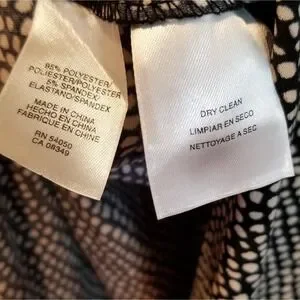 95% POLYESTER/
POLIESTER/POLYESTER
5% SPANDEX/
ELASTANO/SPANDEX
MADE IN CHINA
HECHO EN CHINA
FABRIQUE EN CHINE
RN 54050
CA 08349
DRY CLEAN
LIMPIAR EN SECO
NETTOYAGE A SEC